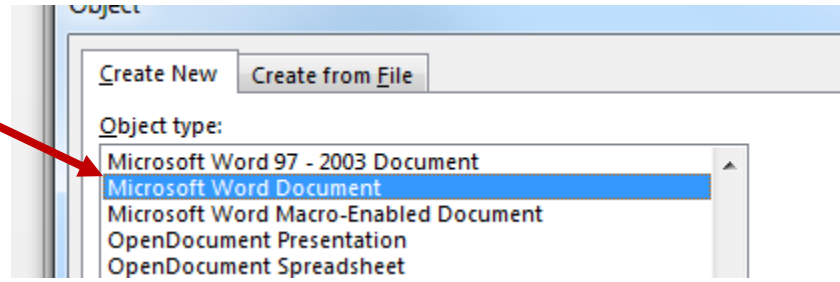 Object
Create New Create from File
Object type:
Microsoft Word 97 - 2003 Document
Microsoft Word Document
Microsoft Word Macro-Enabled Document
OpenDocument Presentation
OpenDocument Spreadsheet